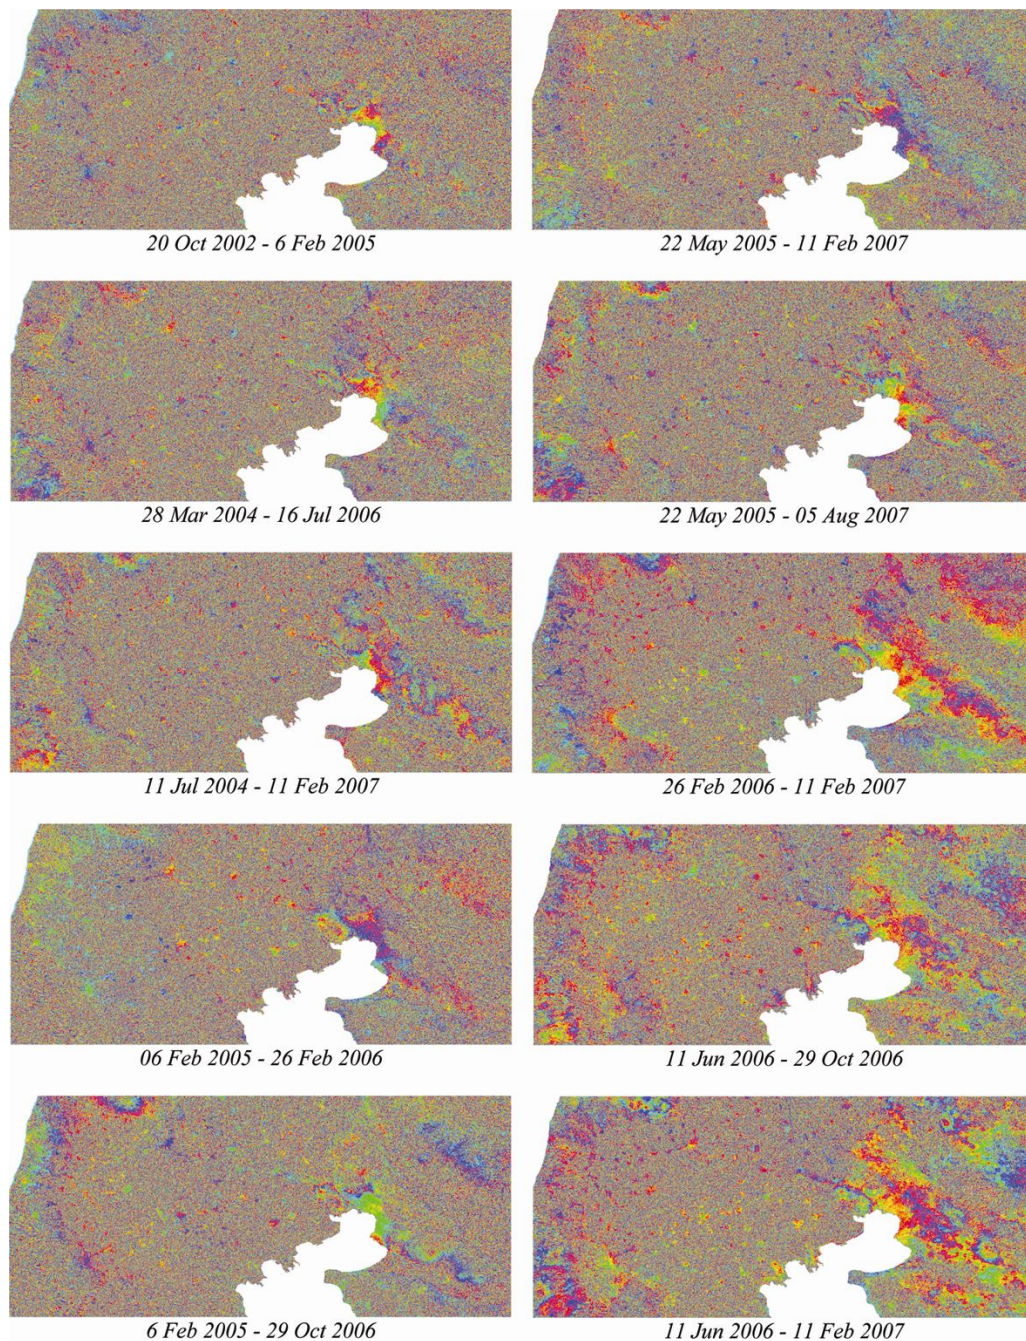 20 Oct 2002 - 6 Feb 2005
22 May 2005 - 11 Feb 2007
28 Mar 2004 - 16 Jul 2006
22 May 2005 - 05 Aug 2007
11 Jul 2004 - 11 Feb 2007
26 Feb 2006 - 11 Feb 2007
06 Feb 2005 - 26 Feb 2006
11 Jun 2006 - 29 Oct 2006
6 Feb 2005 - 29 Oct 2006
11 Jun 2006 - 11 Feb 2007